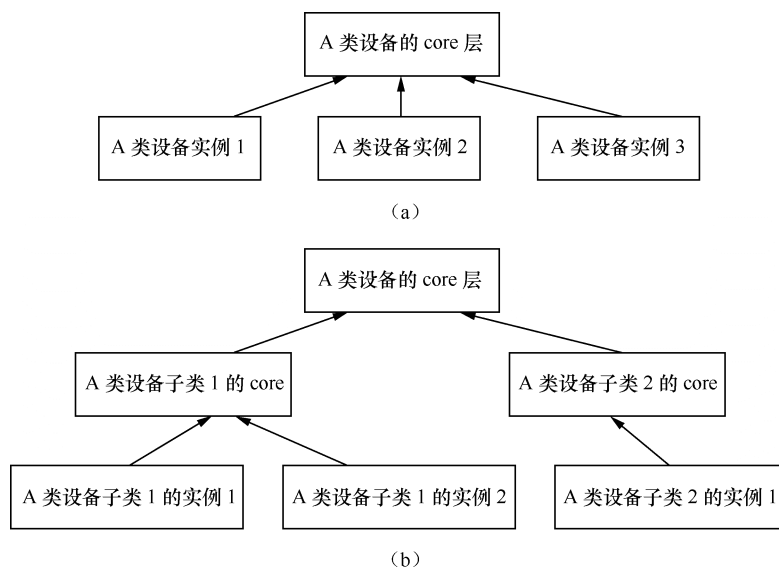 A 类设备的 core 层
A 类设备实例 1
A 类设备实例 2
A 类设备实例 3
（a）
A 类设备的 core 层
A 类设备子类 1 的 core
A 类设备子类 2 的 core
A 类设备子类 1 的实例 1
A 类设备子类 1 的实例 2
A 类设备子类 2 的实例 1
（b）